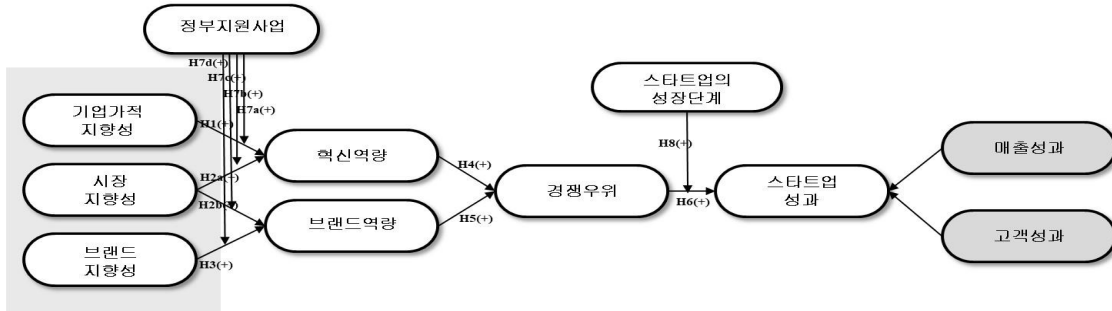 정부지원사업
H7d(+)
H7c(+)
H7b(+)
H7a(+)
기업가적
지향성
H1(+)
시장
지향성
H2a(+)
H2b(+)
브랜드
지향성
H3(+)
혁신역량
브랜드역량
H4(+)
H5(+)
경쟁우위
스타트업의
성장단계
H8(+)
H6(+)
스타트업
성과
매출성과
고객성과